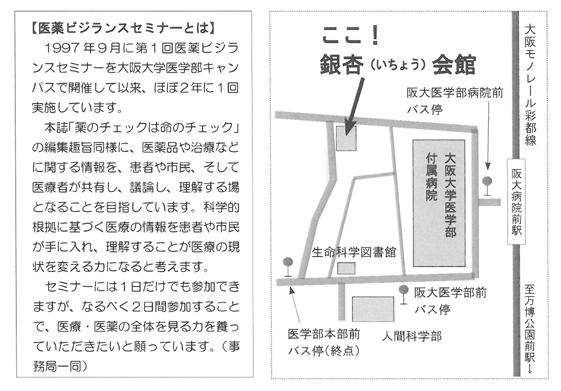 【医薬ビジランスセミナーとは】
1997年9月に第1回医薬ビジラ
ンスセミナーを大阪大学医学部キャン
パスで開催して以来、ほぼ2年に1回
実施しています。
本誌「薬のチェックは命のチェック」
の編集趣旨同様に、医薬品や治療など
に関する情報を、患者や市民、そして
医療者が共有し、議論し、理解する場
となることを目指しています。科学的
根拠に基づく医療の情報を患者や市民
が手に入れ、理解することが医療の現
状を変える力になると考えます。
セミナーには1日だけでも参加でき
ますが、なるべく2日間参加すること
で、医療・医薬の全体を見る力を養っ
ていただきたいと願っています。（事
務局一同）
ここ！
銀杏（いちょう）会館
阪大医学部病院前
バス停
大阪モノレール彩都線
大阪大学医学部
付属病院
阪大病院前駅
生命科学図書館
阪大医学部前
バス停
医学部本部前
バス停（終点）
人間科学部
至万博公園前駅→